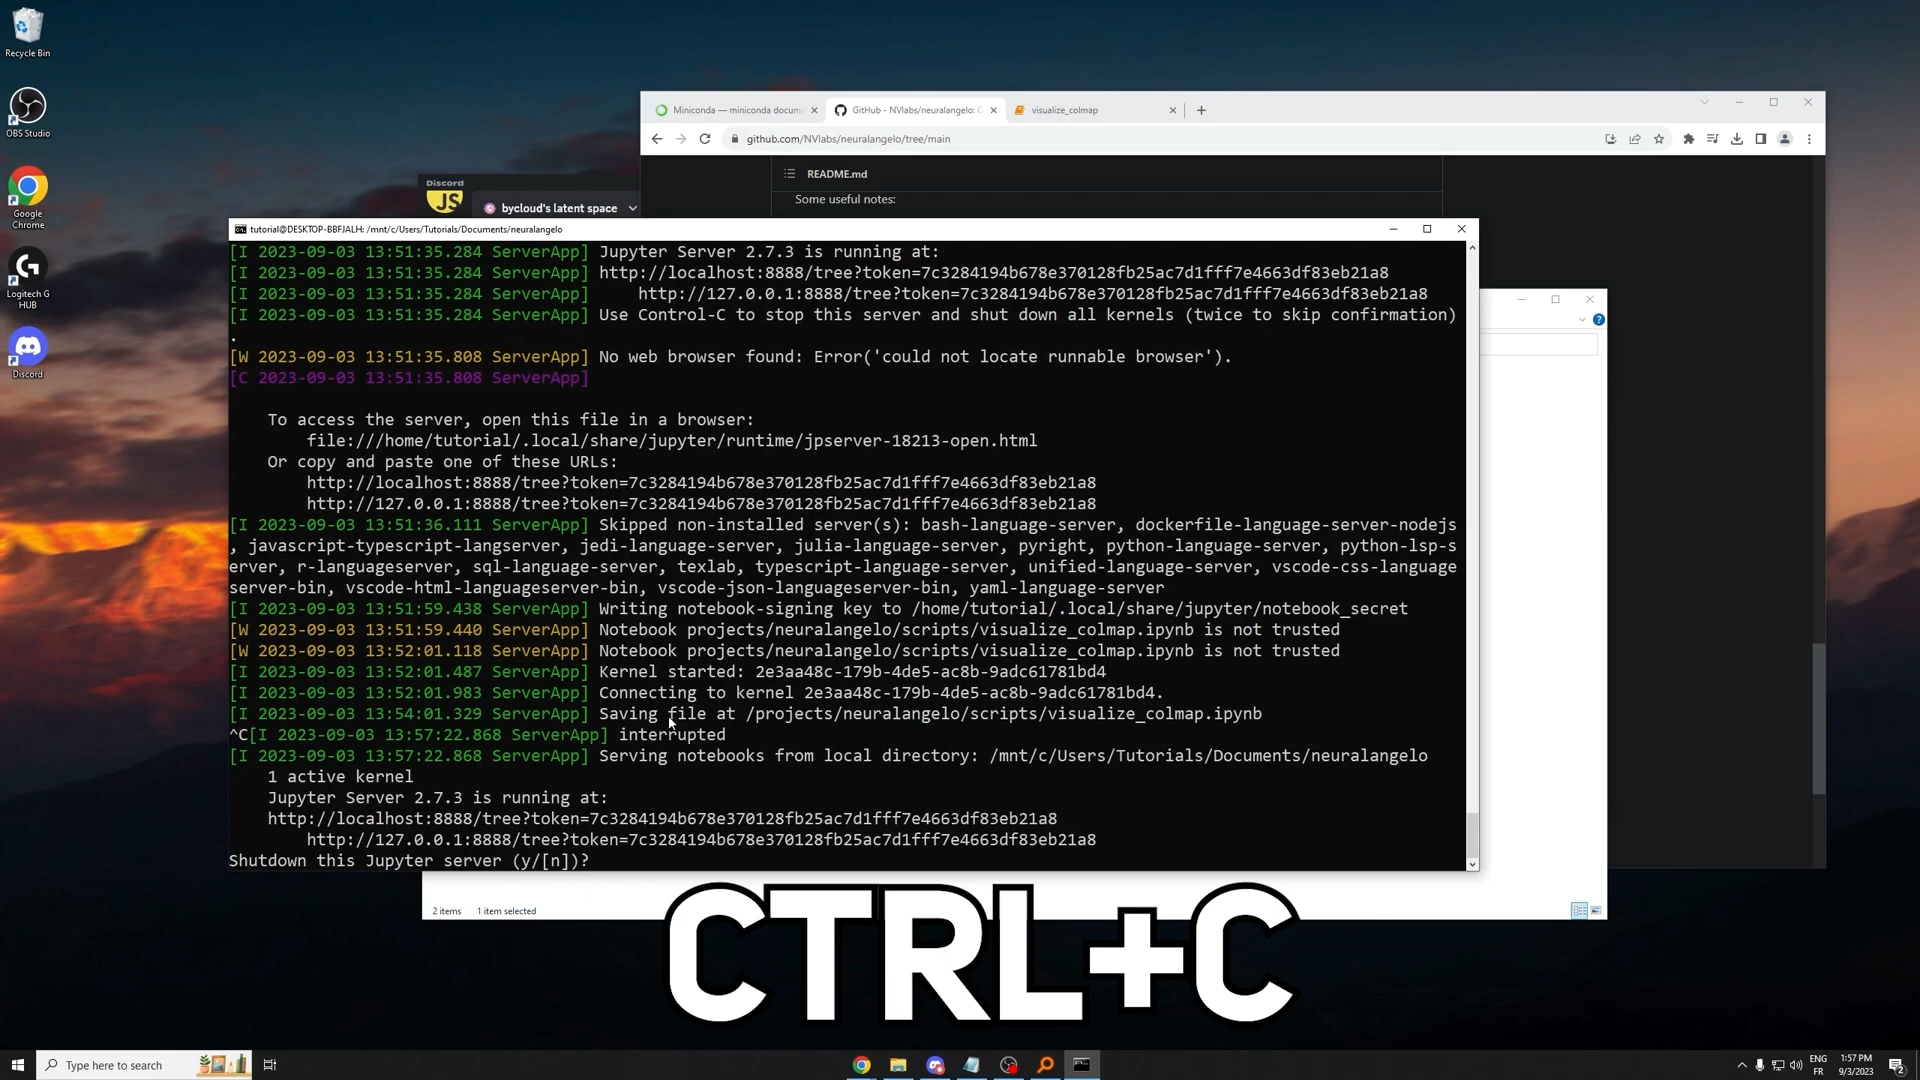 Recycle Bin
OBS Studio
Google
Chrome
Logitech G
HUB
Discord
Miniconda — miniconda docume
GitHub - NVlabs/neuralangelo: C
visualize_colmap
github.com/NVlabs/neuralangelo/tree/main
README.md
Some useful notes:
Discord
JS
bycloud's latent space
tutorial@DESKTOP-BBFJALH: /mnt/c/Users/Tutorials/Documents/neuralangelo
[I 2023-09-03 13:51:35.284 ServerApp] Jupyter Server 2.7.3 is running at:
[I 2023-09-03 13:51:35.284 ServerApp] http://localhost:8888/tree?token=7c3284194b678e370128fb25ac7d1fff7e4663df83eb21a8
[I 2023-09-03 13:51:35.284 ServerApp]     http://127.0.0.1:8888/tree?token=7c3284194b678e370128fb25ac7d1fff7e4663df83eb21a8
[I 2023-09-03 13:51:35.284 ServerApp] Use Control-C to stop this server and shut down all kernels (twice to skip confirmation)
.
[W 2023-09-03 13:51:35.808 ServerApp] No web browser found: Error('could not locate runnable browser').
[C 2023-09-03 13:51:35.808 ServerApp]
To access the server, open this file in a browser:
file:///home/tutorial/.local/share/jupyter/runtime/jpserver-18213-open.html
Or copy and paste one of these URLs:
http://localhost:8888/tree?token=7c3284194b678e370128fb25ac7d1fff7e4663df83eb21a8
http://127.0.0.1:8888/tree?token=7c3284194b678e370128fb25ac7d1fff7e4663df83eb21a8
[I 2023-09-03 13:51:36.111 ServerApp] Skipped non-installed server(s): bash-language-server, dockerfile-language-server-nodejs
, javascript-typescript-langserver, jedi-language-server, julia-language-server, pyright, python-language-server, python-lsp-s
erver, r-languageserver, sql-language-server, texlab, typescript-language-server, unified-language-server, vscode-css-language
server-bin, vscode-html-languageserver-bin, vscode-json-languageserver-bin, yaml-language-server
[I 2023-09-03 13:51:59.438 ServerApp] Writing notebook-signing key to /home/tutorial/.local/share/jupyter/notebook_secret
[W 2023-09-03 13:51:59.440 ServerApp] Notebook projects/neuralangelo/scripts/visualize_colmap.ipynb is not trusted
[W 2023-09-03 13:52:01.118 ServerApp] Notebook projects/neuralangelo/scripts/visualize_colmap.ipynb is not trusted
[I 2023-09-03 13:52:01.487 ServerApp] Kernel started: 2e3aa48c-179b-4de5-ac8b-9adc61781bd4
[I 2023-09-03 13:52:01.983 ServerApp] Connecting to kernel 2e3aa48c-179b-4de5-ac8b-9adc61781bd4.
[I 2023-09-03 13:54:01.329 ServerApp] Saving file at /projects/neuralangelo/scripts/visualize_colmap.ipynb
^C[I 2023-09-03 13:57:22.868 ServerApp] interrupted
[I 2023-09-03 13:57:22.868 ServerApp] Serving notebooks from local directory: /mnt/c/Users/Tutorials/Documents/neuralangelo
1 active kernel
Jupyter Server 2.7.3 is running at:
http://localhost:8888/tree?token=7c3284194b678e370128fb25ac7d1fff7e4663df83eb21a8
http://127.0.0.1:8888/tree?token=7c3284194b678e370128fb25ac7d1fff7e4663df83eb21a8
Shutdown this Jupyter server (y/[n])?
2 items
1 item selected
CTRL+C
Type here to search
ENG
FR
1:57 PM
9/3/2023
2